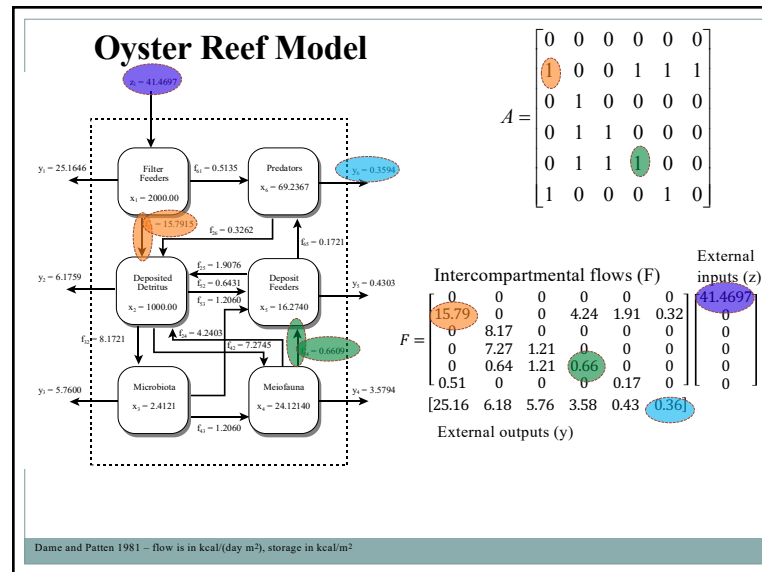 Oyster Reef Model
z₁ = 41.4697
y₁ = 25.1646
Filter
Feeders
x₁ = 2000.00
f₆₁ = 0.5135
Predators
x₆ = 69.2367
y₆ = 0.3594
= 15.7915
f₂₆ = 0.3262
f₆₅ = 0.1721
y₂ = 6.1759
Deposited
Detritus
x₂ = 1000.00
f₂₅ = 1.9076
f₅₂ = 0.6431
f₅₃ = 1.2060
Deposit
Feeders
x₅ = 16.2740
y₅ = 0.4303
f₃₂ = 8.1721
f₂₄ = 4.2403
f₄₂ = 7.2745
= 0.6609
y₃ = 5.7600
Microbiota
x₃ = 2.4121
f₄₃ = 1.2060
Meiofauna
x₄ = 24.12140
y₄ = 3.5794
A =
0 0 0 0 0 0
1 0 0 1 1 1
0 1 0 0 0 0
0 1 1 0 0 0
0 1 1 1 0 0
1 0 0 0 1 0
Intercompartmental flows (F)
External
inputs (z)
F =
0 0 0 0 0 0 41.4697
15.79 0 0 4.24 1.91 0.32 0
0 8.17 0 0 0 0 0
0 7.27 1.21 0 0 0 0
0 0.64 1.21 0.66 0 0 0
0.51 0 0 0 0.17 0 0
[25.16 6.18 5.76 3.58 0.43 0.36]
External outputs (y)
Dame and Patten 1981 – flow is in kcal/(day m²), storage in kcal/m²